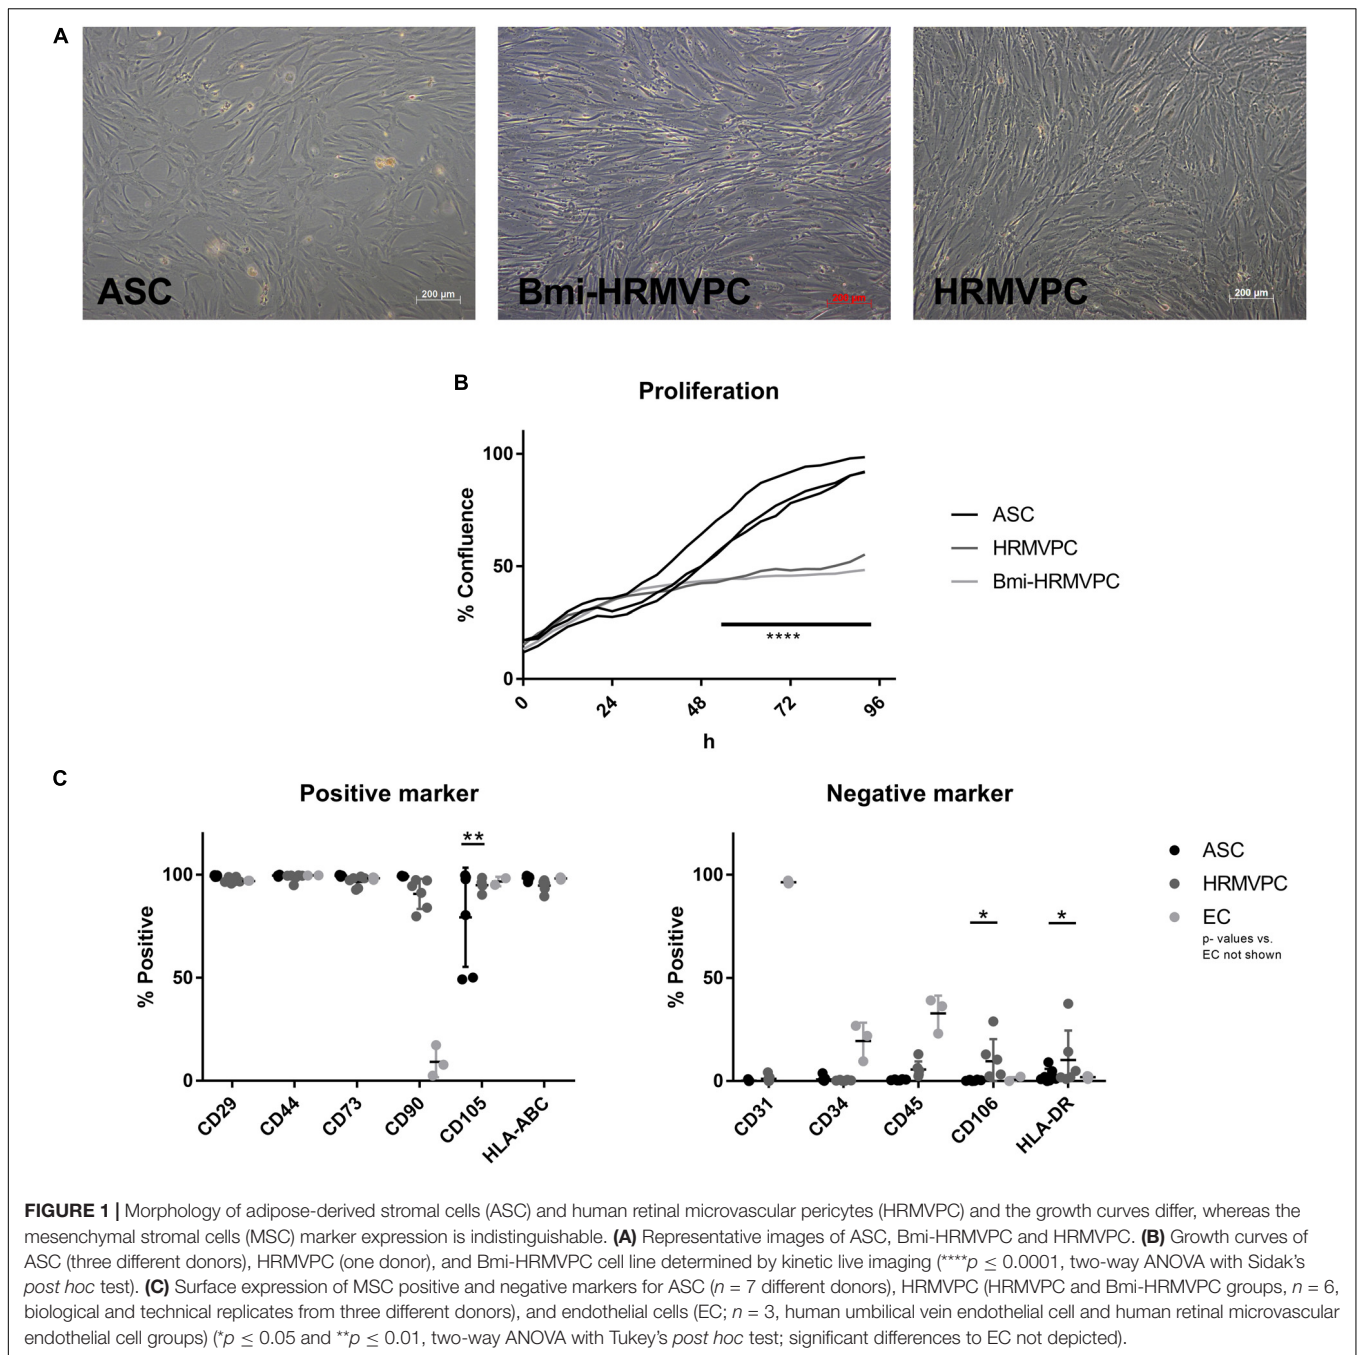 A
ASC
200 µm
Bmi-HRMVPC
200 µm
HRMVPC
200 µm
B
Proliferation
% Confluence
100
50
0
0
24
48
72
96
h
****
ASC
HRMVPC
Bmi-HRMVPC
C
Positive marker
% Positive
100
50
0
**
CD29
CD44
CD73
CD90
CD105
HLA-ABC
Negative marker
% Positive
100
50
0
*
*
CD31
CD34
CD45
CD106
HLA-DR
ASC
HRMVPC
EC
p- values vs.
EC not shown
FIGURE 1 | Morphology of adipose-derived stromal cells (ASC) and human retinal microvascular pericytes (HRMVPC) and the growth curves differ, whereas the
mesenchymal stromal cells (MSC) marker expression is indistinguishable. (A) Representative images of ASC, Bmi-HRMVPC and HRMVPC. (B) Growth curves of
ASC (three different donors), HRMVPC (one donor), and Bmi-HRMVPC cell line determined by kinetic live imaging (****p ≤ 0.0001, two-way ANOVA with Sidak's
post hoc test). (C) Surface expression of MSC positive and negative markers for ASC (n = 7 different donors), HRMVPC (HRMVPC and Bmi-HRMVPC groups, n = 6,
biological and technical replicates from three different donors), and endothelial cells (EC; n = 3, human umbilical vein endothelial cell and human retinal microvascular
endothelial cell groups) (*p ≤ 0.05 and **p ≤ 0.01, two-way ANOVA with Tukey's post hoc test; significant differences to EC not depicted).